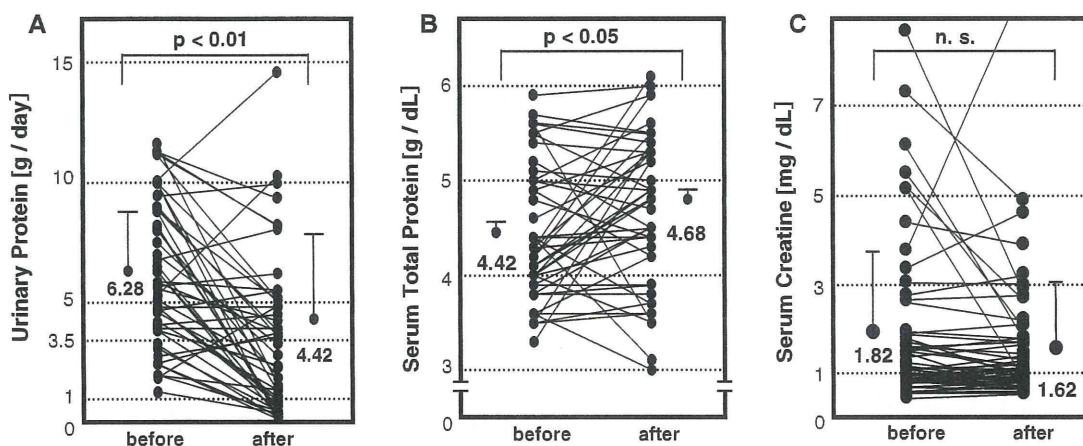 A
p < 0.01
Urinary Protein [g / day]
15
10
5
3.5
1
0
6.28
4.42
before
after
B
p < 0.05
Serum Total Protein [g / dL]
6
5
4
3
0
4.42
4.68
before
after
C
n. s.
Serum Creatine [mg / dL]
7
5
3
1
0
1.82
1.62
before
after